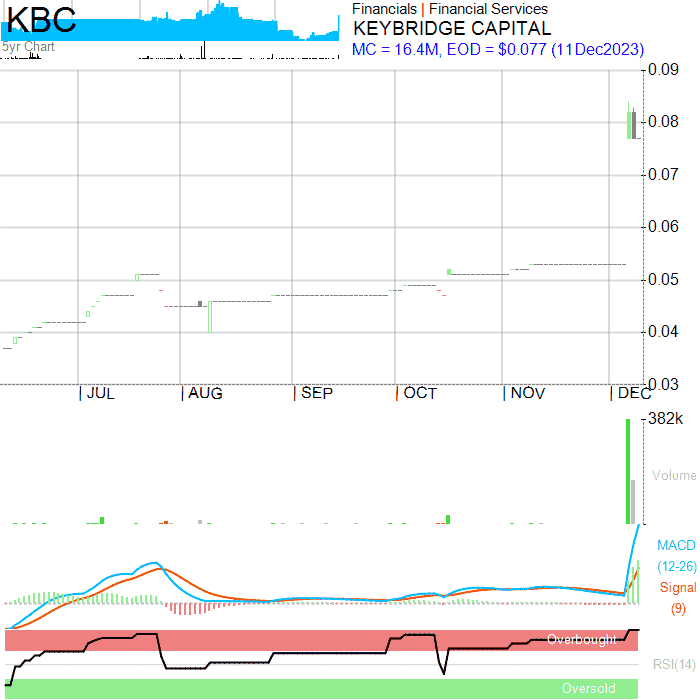 KBC
5yr Chart
Financials | Financial Services
KEYBRIDGE CAPITAL
MC = 16.4M, EOD = $0.077 (11Dec2023)
0.09
0.08
0.07
0.06
0.05
0.04
0.03
JUL AUG SEP OCT NOV DEC
382k
Volume
MACD
(12-26)
Signal
(9)
Overbought
RSI(14)
Oversold